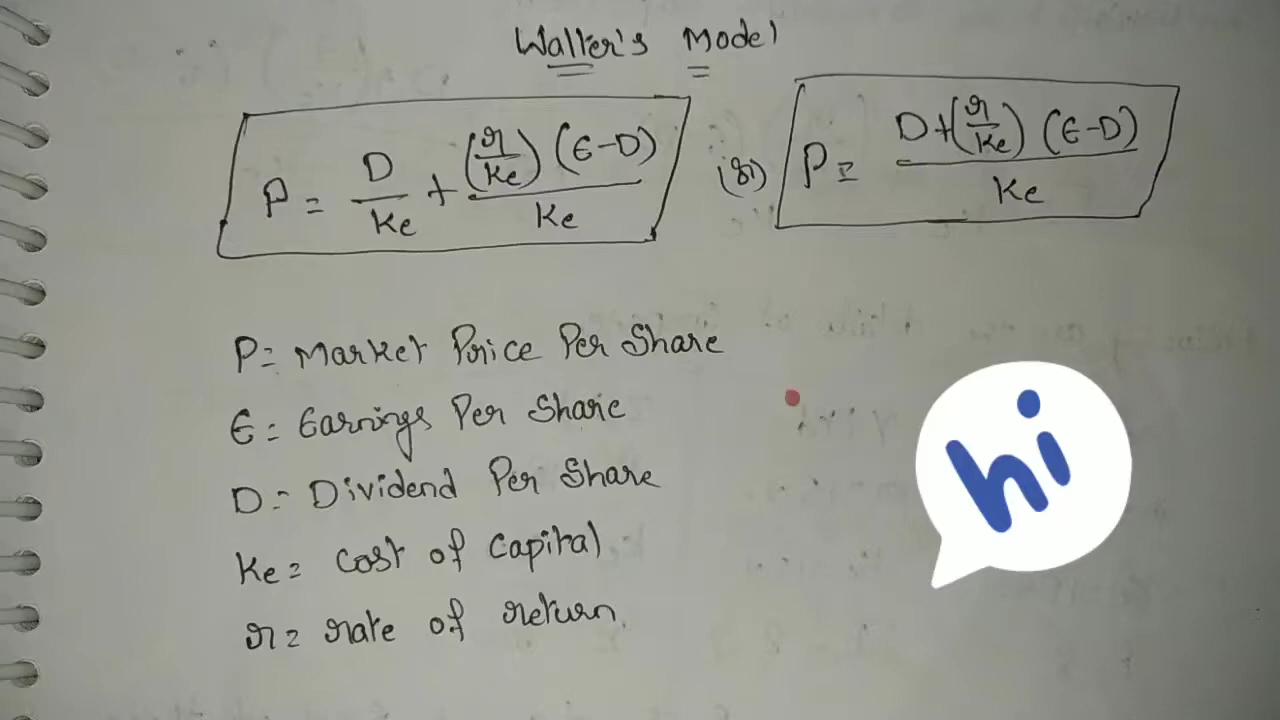 Walter's Model
P = D/Ke + (r/Ke) (E-D)/Ke (or) P = D+(r/Ke) (E-D)/Ke
P = Market Price Per Share
E = Earnings Per Share
D = Dividend Per Share
hi
Ke = cost of capital
r = rate of return